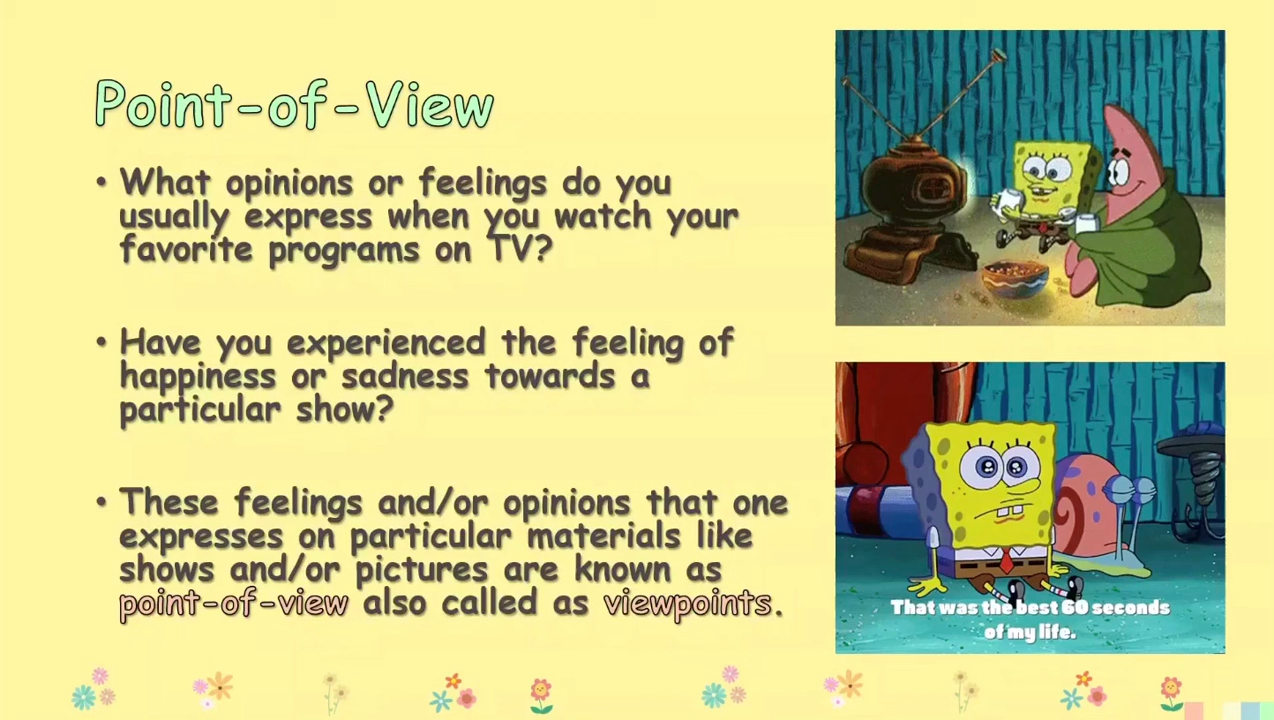 Point-of-View
• What opinions or feelings do you
usually express when you watch your
favorite programs on TV?
• Have you experienced the feeling of
happiness or sadness towards a
particular show?
• These feelings and/or opinions that one
expresses on particular materials like
shows and/or pictures are known as
point-of-view also called as viewpoints.
That was the best 60 seconds
of my life.